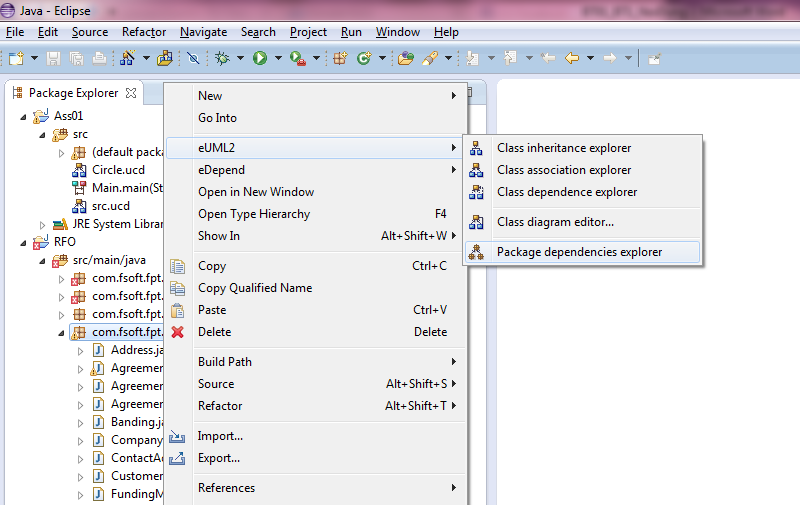 Java - Eclipse
File Edit Source Refactor Navigate Search Project Run Window Help
Package Explorer
Ass01
src
(default packa
Circle.ucd
Main.main(St
src.ucd
JRE System Librar
RFO
src/main/java
com.fsoft.fpt.
com.fsoft.fpt.
com.fsoft.fpt.
com.fsoft.fpt.
Address.ja
Agreemen
Agreemen
Agreemen
Banding.ja
Company
ContactAc
Customer
FundingM
New
Go Into
eUML2
eDepend
Open in New Window
Open Type Hierarchy F4
Show In Alt+Shift+W
Copy Ctrl+C
Copy Qualified Name
Paste Ctrl+V
Delete Delete
Build Path
Source Alt+Shift+S
Refactor Alt+Shift+T
Import...
Export...
References
Class inheritance explorer
Class association explorer
Class dependence explorer
Class diagram editor...
Package dependencies explorer